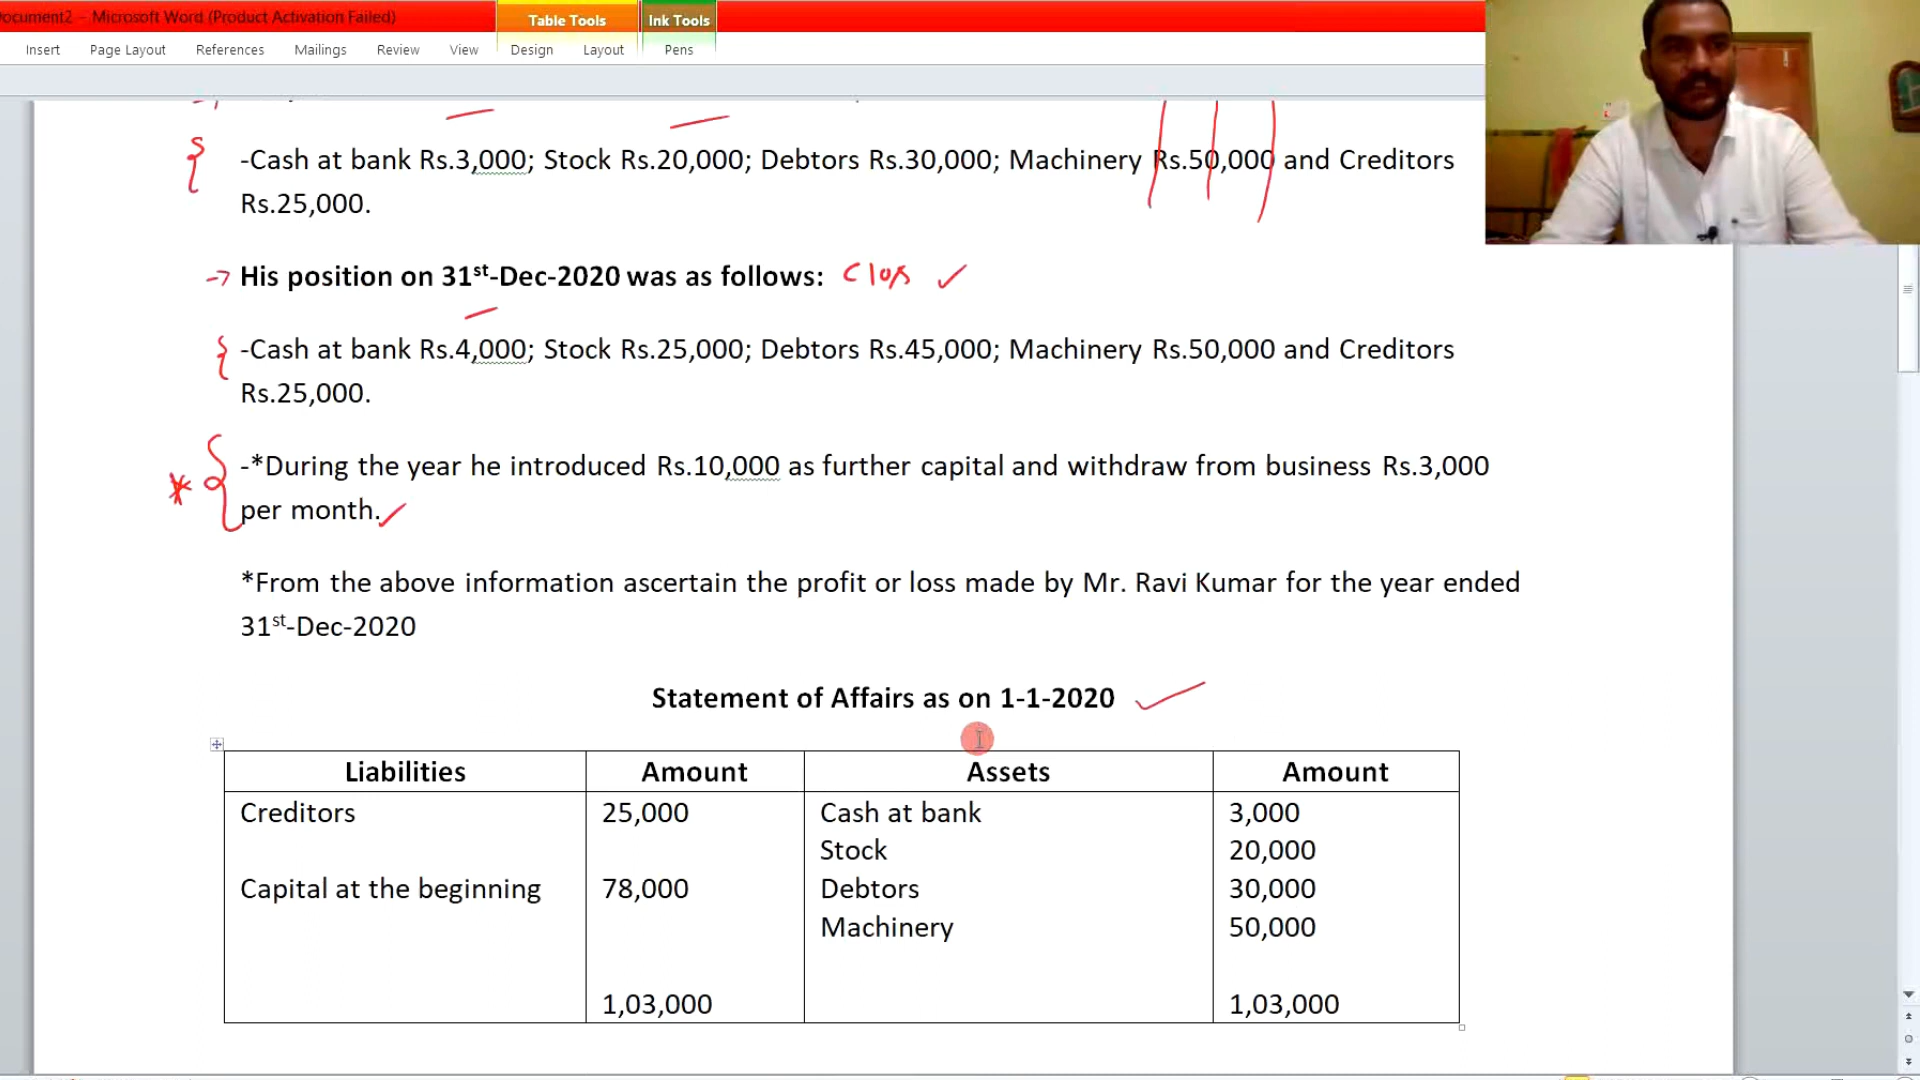 ocument2 - Microsoft Word (Product Activation Failed)
Table Tools
Ink Tools
Insert Page Layout References Mailings Review View Design Layout Pens
-Cash at bank Rs.3,000; Stock Rs.20,000; Debtors Rs.30,000; Machinery Rs.50,000 and Creditors
Rs.25,000.
His position on 31st-Dec-2020 was as follows:
-Cash at bank Rs.4,000; Stock Rs.25,000; Debtors Rs.45,000; Machinery Rs.50,000 and Creditors
Rs.25,000.
-*During the year he introduced Rs.10,000 as further capital and withdraw from business Rs.3,000
per month.
*From the above information ascertain the profit or loss made by Mr. Ravi Kumar for the year ended
31st-Dec-2020
Statement of Affairs as on 1-1-2020
Liabilities Amount Assets Amount
Creditors 25,000 Cash at bank 3,000
Stock 20,000
Capital at the beginning 78,000 Debtors 30,000
Machinery 50,000
1,03,000 1,03,000